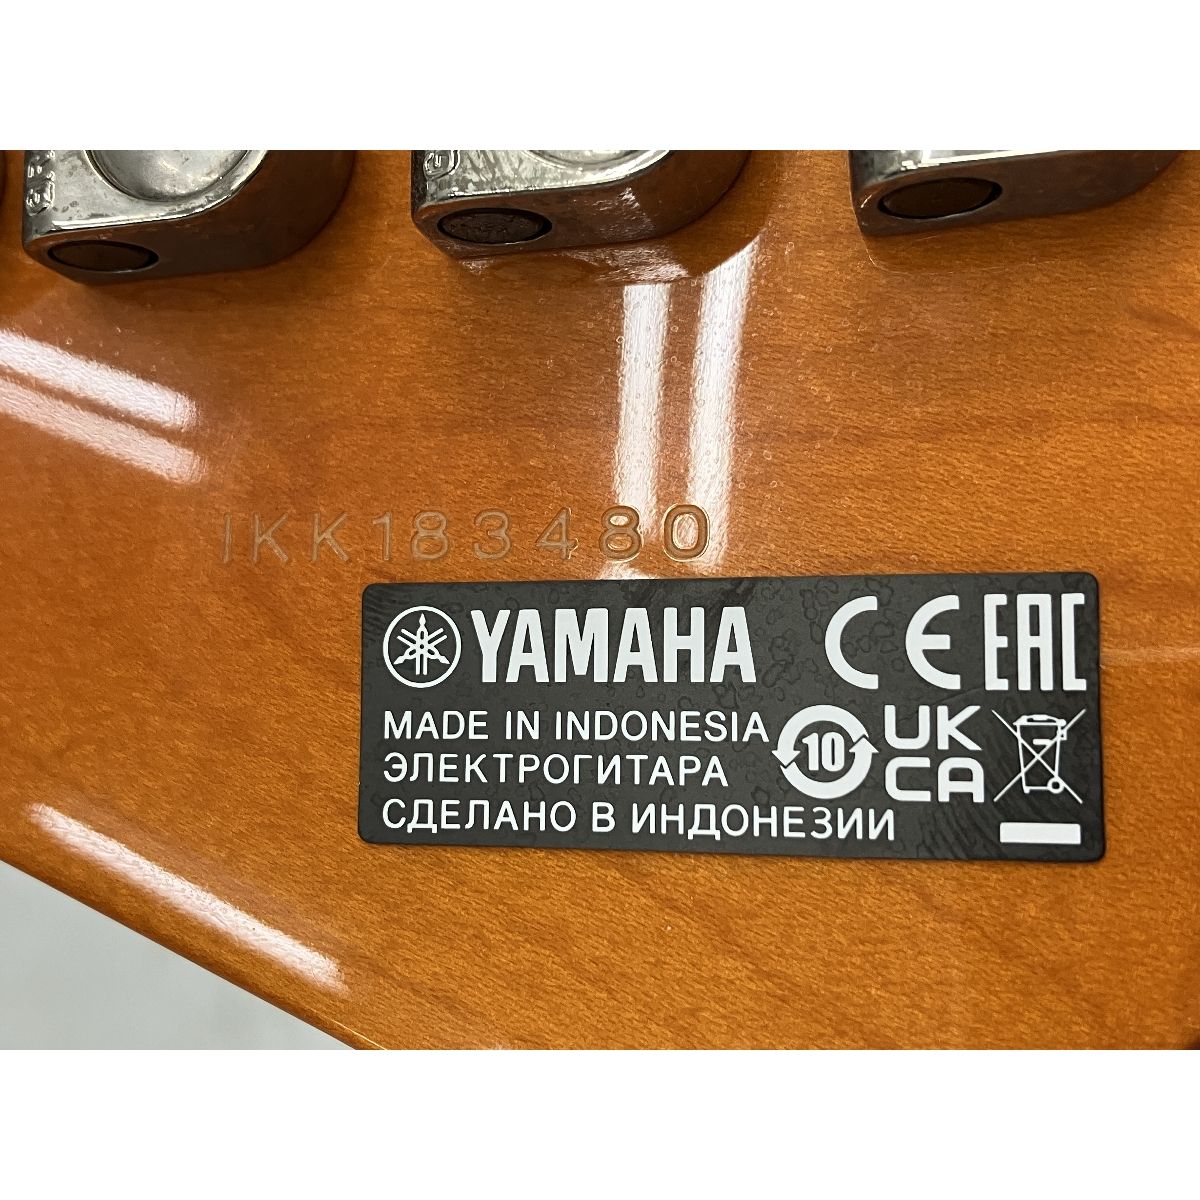 IKK183480
YAMAHA CE EAC
MADE IN INDONESIA 10 UK
ЭЛЕКТРОГИТАРА CA
СДЕЛАНО В ИНДОНЕЗИИ